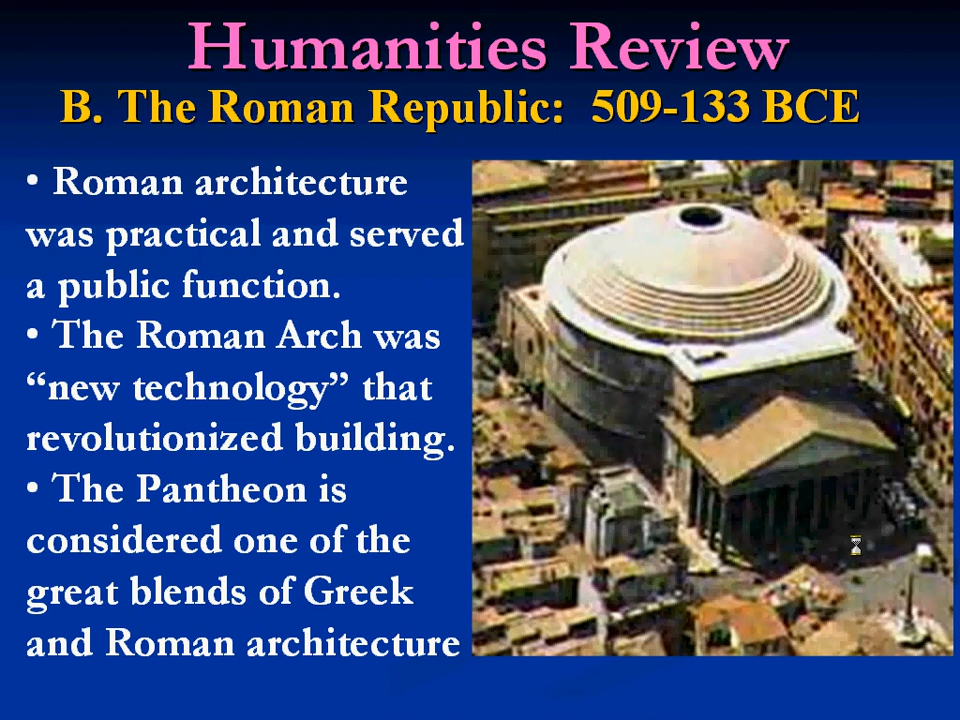 Humanities Review
B. The Roman Republic: 509-133 BCE
• Roman architecture
was practical and served
a public function.
• The Roman Arch was
“new technology” that
revolutionized building.
• The Pantheon is
considered one of the
great blends of Greek
and Roman architecture